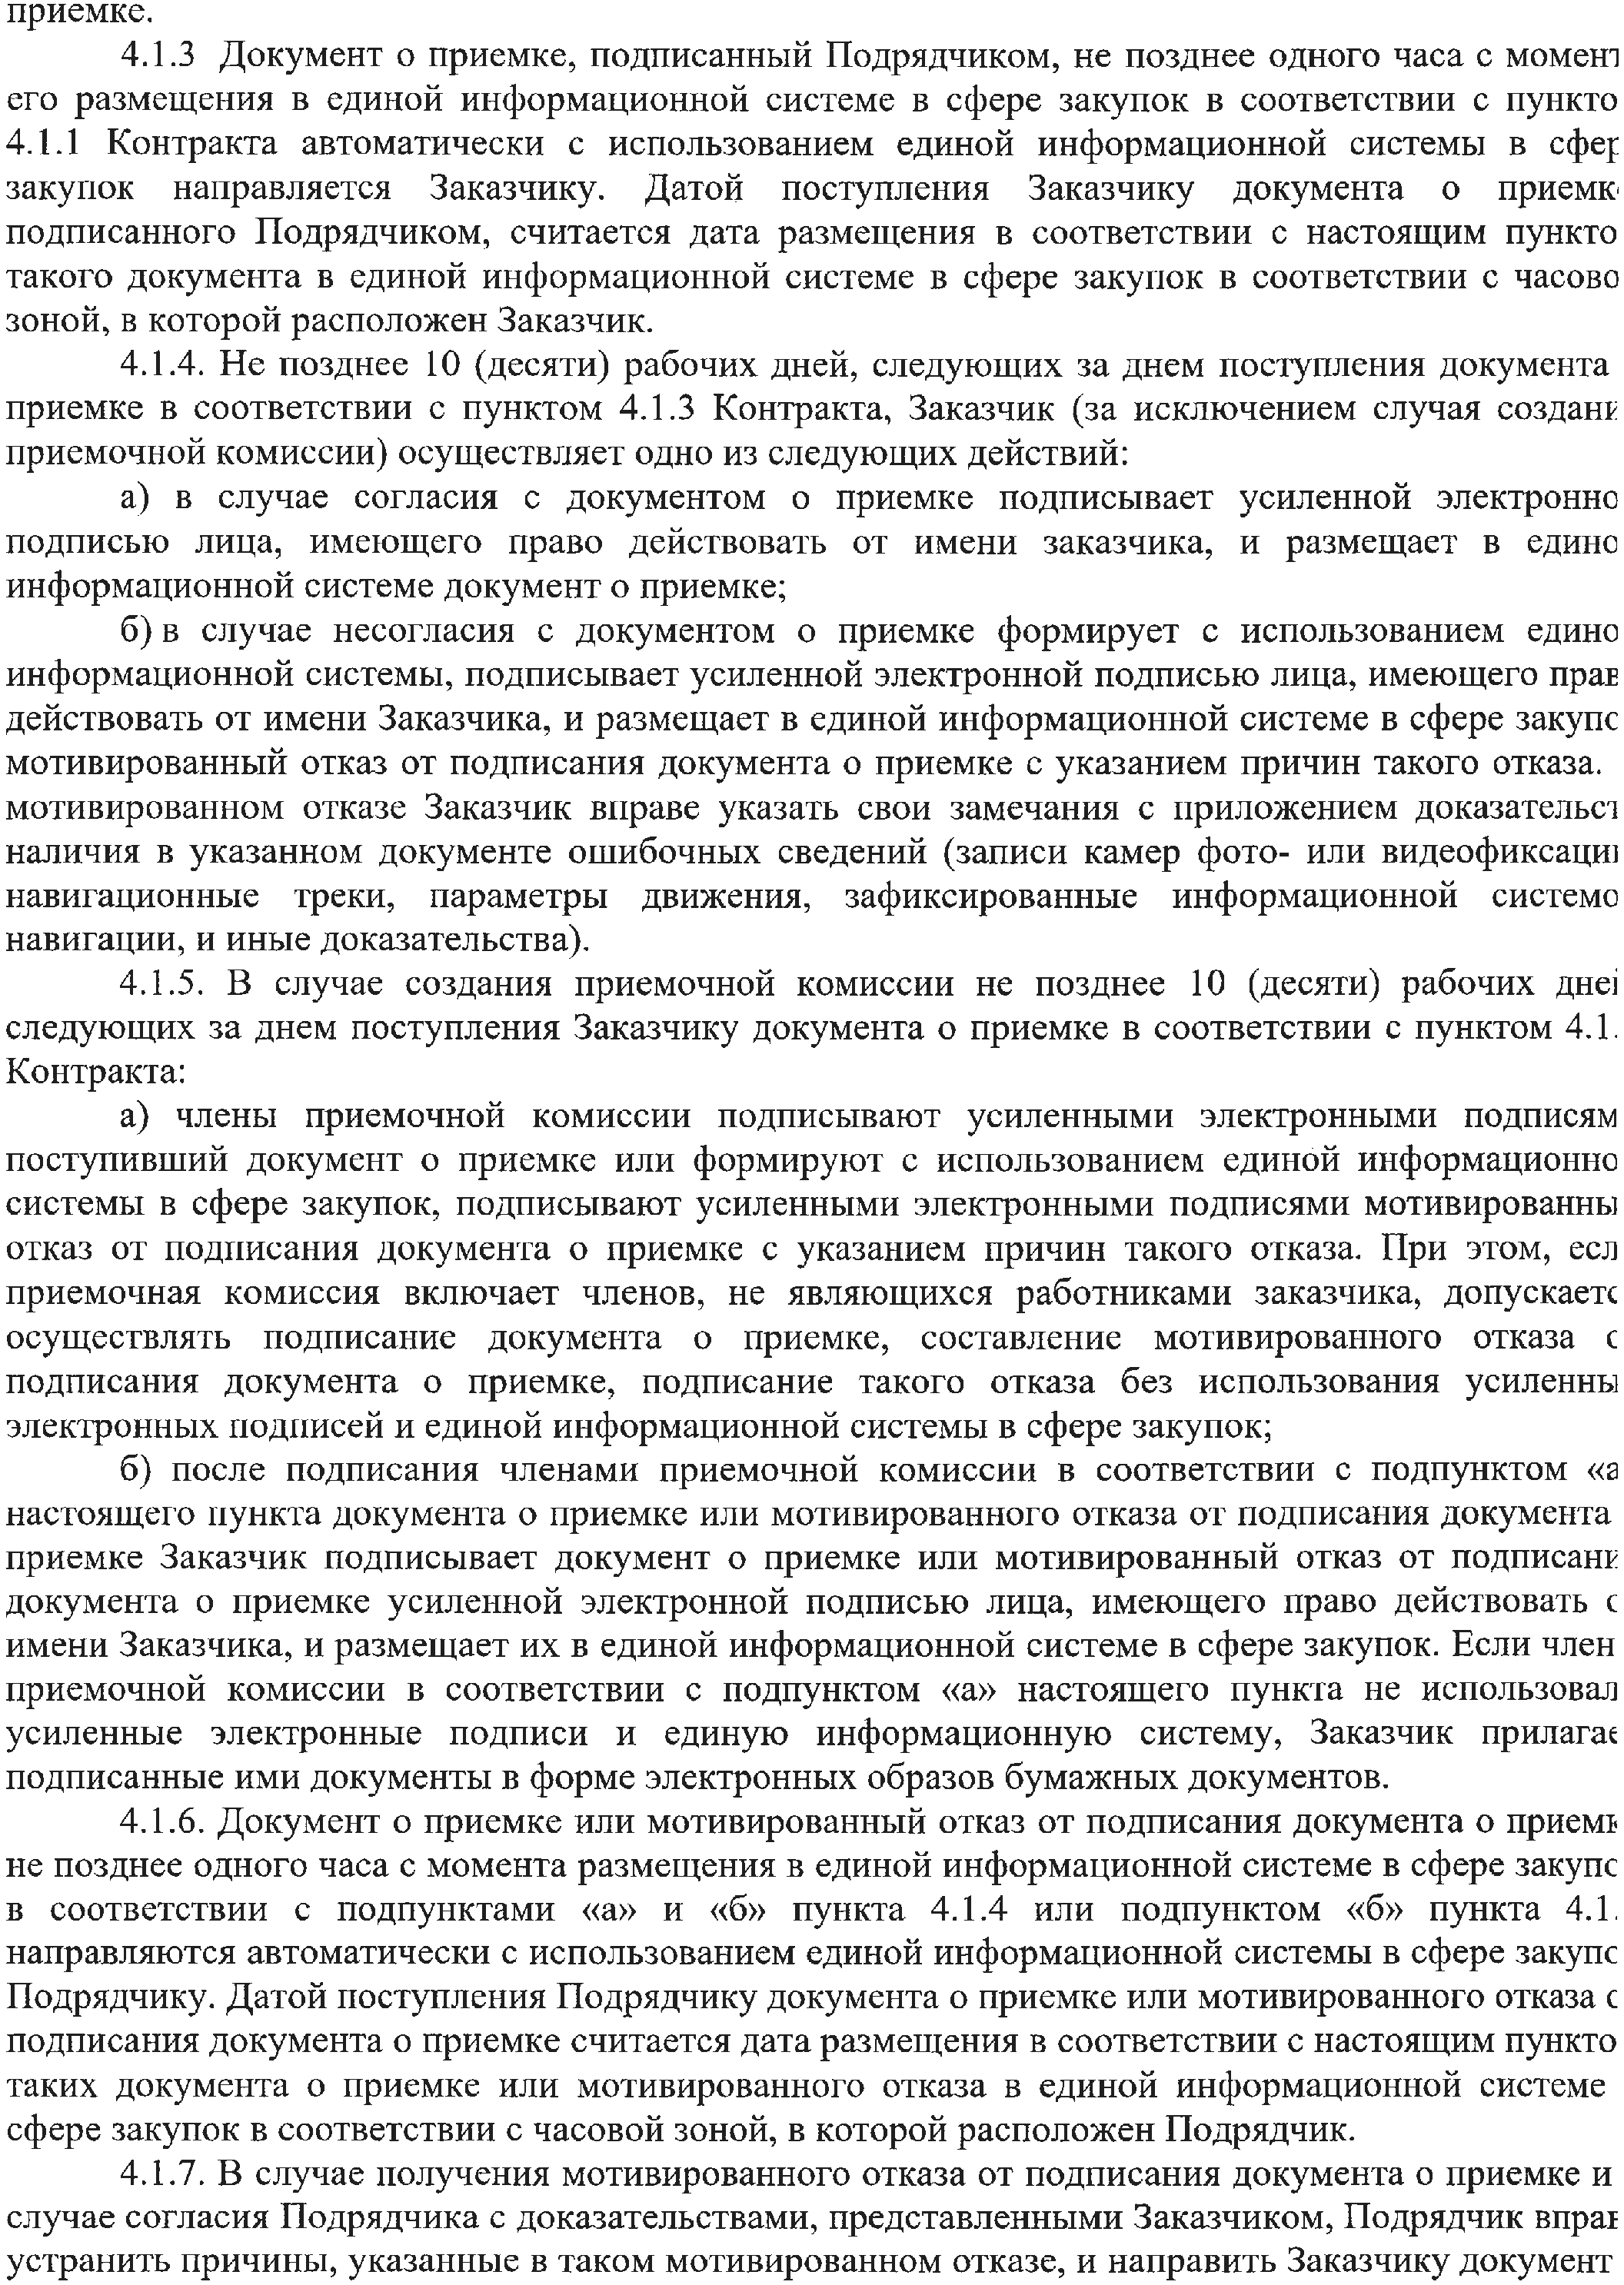 приемке.
4.1.3 Документ о приемке, подписанный Подрядчиком, не позднее одного часа с момент
его размещения в единой информационной системе в сфере закупок в соответствии с пункто
4.1.1 Контракта автоматически с использованием единой информационной системы в сфер
закупок направляется Заказчику. Датой поступления Заказчику документа о приемк
подписанного Подрядчиком, считается дата размещения в соответствии с настоящим пункто
такого документа в единой информационной системе в сфере закупок в соответствии с часово
зоной, в которой расположен Заказчик.
4.1.4. Не позднее 10 (десяти) рабочих дней, следующих за днем поступления документа
приемке в соответствии с пунктом 4.1.3 Контракта, Заказчик (за исключением случая создани
приемочной комиссии) осуществляет одно из следующих действий:
а) в случае согласия с документом о приемке подписывает усиленной электронно
подписью лица, имеющего право действовать от имени заказчика, и размещает в едино
информационной системе документ о приемке;
б) в случае несогласия с документом о приемке формирует с использованием едино
информационной системы, подписывает усиленной электронной подписью лица, имеющего прав
действовать от имени Заказчика, и размещает в единой информационной системе в сфере закупо
мотивированный отказ от подписания документа о приемке с указанием причин такого отказа.
мотивированном отказе Заказчик вправе указать свои замечания с приложением доказательст
наличия в указанном документе ошибочных сведений (записи камер фото- или видеофиксации
навигационные треки, параметры движения, зафиксированные информационной системо
навигации, и иные доказательства).
4.1.5. В случае создания приемочной комиссии не позднее 10 (десяти) рабочих дней
следующих за днем поступления Заказчику документа о приемке в соответствии с пунктом 4.1.
Контракта:
а) члены приемочной комиссии подписывают усиленными электронными подписям
поступивший документ о приемке или формируют с использованием единой информационно
системы в сфере закупок, подписывают усиленными электронными подписями мотивированны
отказ от подписания документа о приемке с указанием причин такого отказа. При этом, есл
приемочная комиссия включает членов, не являющихся работниками заказчика, допускаетс
осуществлять подписание документа о приемке, составление мотивированного отказа о
подписания документа о приемке, подписание такого отказа без использования усиленны
электронных подписей и единой информационной системы в сфере закупок;
б) после подписания членами приемочной комиссии в соответствии с подпунктом «а
настоящего пункта документа о приемке или мотивированного отказа от подписания документа
приемке Заказчик подписывает документ о приемке или мотивированный отказ от подписани
документа о приемке усиленной электронной подписью лица, имеющего право действовать о
имени Заказчика, и размещает их в единой информационной системе в сфере закупок. Если член
приемочной комиссии в соответствии с подпунктом «а» настоящего пункта не использовал
усиленные электронные подписи и единую информационную систему, Заказчик прилагае
подписанные ими документы в форме электронных образов бумажных документов.
4.1.6. Документ о приемке или мотивированный отказ от подписания документа о приемк
не позднее одного часа с момента размещения в единой информационной системе в сфере закупо
в соответствии с подпунктами «а» и «б» пункта 4.1.4 или подпунктом «б» пункта 4.1.
направляются автоматически с использованием единой информационной системы в сфере закупо
Подрядчику. Датой поступления Подрядчику документа о приемке или мотивированного отказа о
подписания документа о приемке считается дата размещения в соответствии с настоящим пункто
таких документа о приемке или мотивированного отказа в единой информационной системе
сфере закупок в соответствии с часовой зоной, в которой расположен Подрядчик.
4.1.7. В случае получения мотивированного отказа от подписания документа о приемке и
случае согласия Подрядчика с доказательствами, представленными Заказчиком, Подрядчик вправ
устранить причины, указанные в таком мотивированном отказе, и направить Заказчику документ